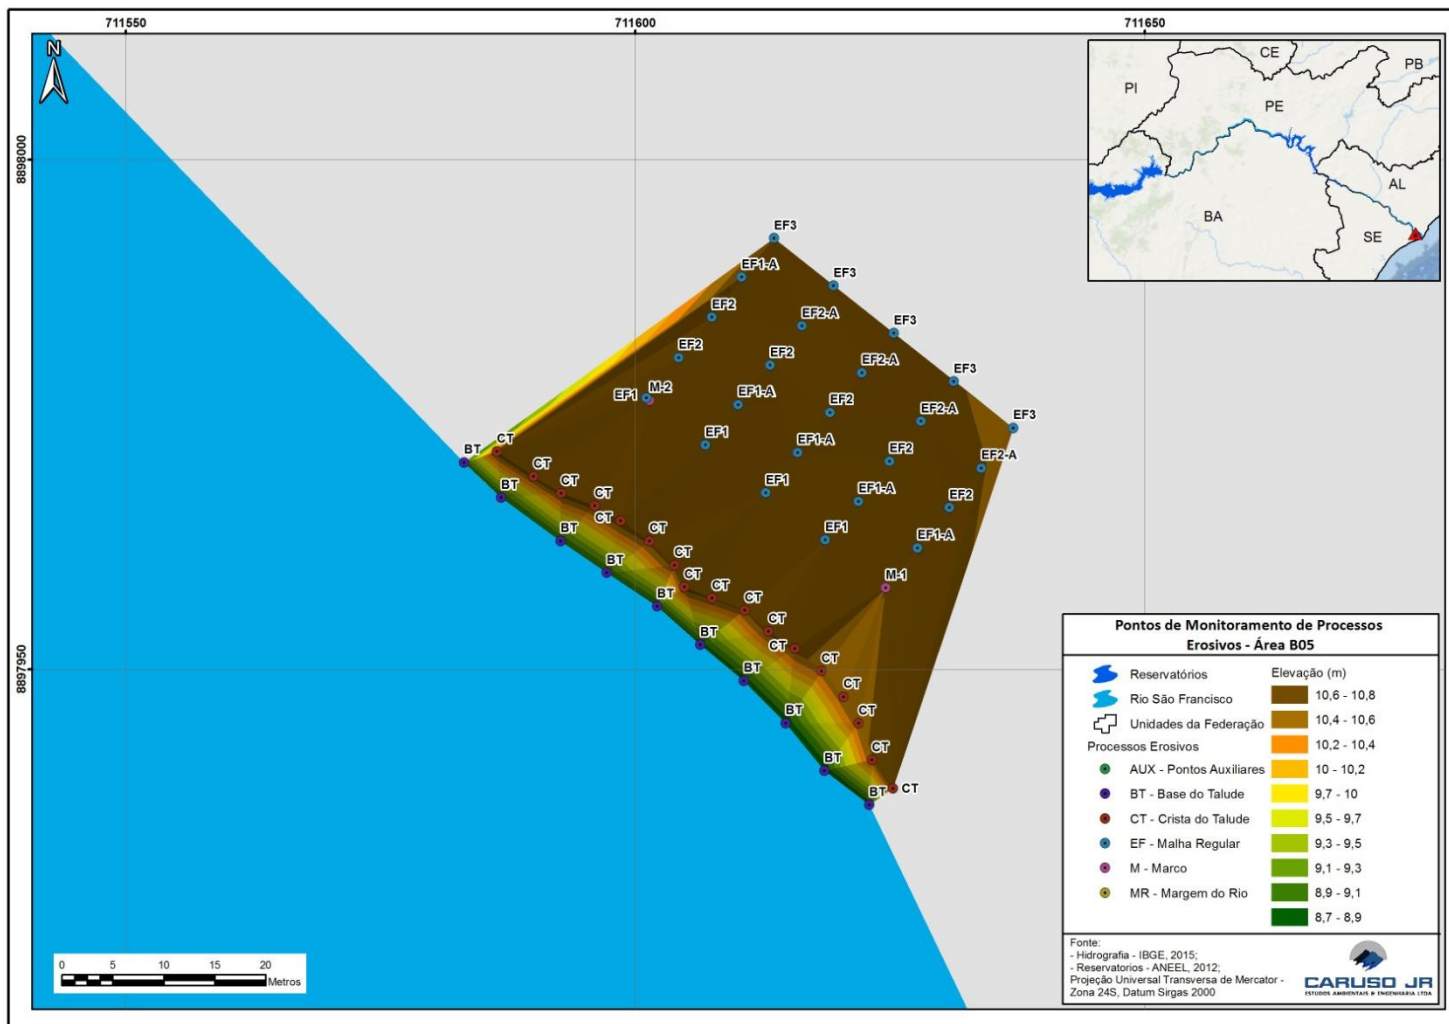 711550
711600
711650
N
8898000
8897950
CE
PB
PI
PE
AL
BA
SE
EF3
EF1-A
EF3
EF2
EF2-A
EF3
EF2
EF2
EF2-A
EF3
EF1
M-2
EF1-A
EF2
EF2-A
EF3
EF1
EF1-A
EF2
EF2-A
BT
CT
CT
EF1
EF1-A
EF2
BT
CT
CT
CT
EF1
EF1-A
BT
CT
BT
CT
M-1
CT
BT
CT
CT
BT
CT
CT
BT
CT
BT
CT
CT
BT
CT
BT
CT
0
5
10
15
20
Metros
Pontos de Monitoramento de Processos
Erosivos - Área B05
Reservatórios
Rio São Francisco
Unidades da Federação
Processos Erosivos
AUX - Pontos Auxiliares
BT - Base do Talude
CT - Crista do Talude
EF - Malha Regular
M - Marco
MR - Margem do Rio
Elevação (m)
10,6 - 10,8
10,4 - 10,6
10,2 - 10,4
10 - 10,2
9,7 - 10
9,5 - 9,7
9,3 - 9,5
9,1 - 9,3
8,9 - 9,1
8,7 - 8,9
Fonte:
- Hidrografia - IBGE, 2015;
- Reservatorios - ANEEL, 2012;
Projeção Universal Transversa de Mercator -
Zona 24S, Datum Sirgas 2000
CARUSO JR
ESTUDOS AMBIENTAIS & ENGENHARIA LTDA